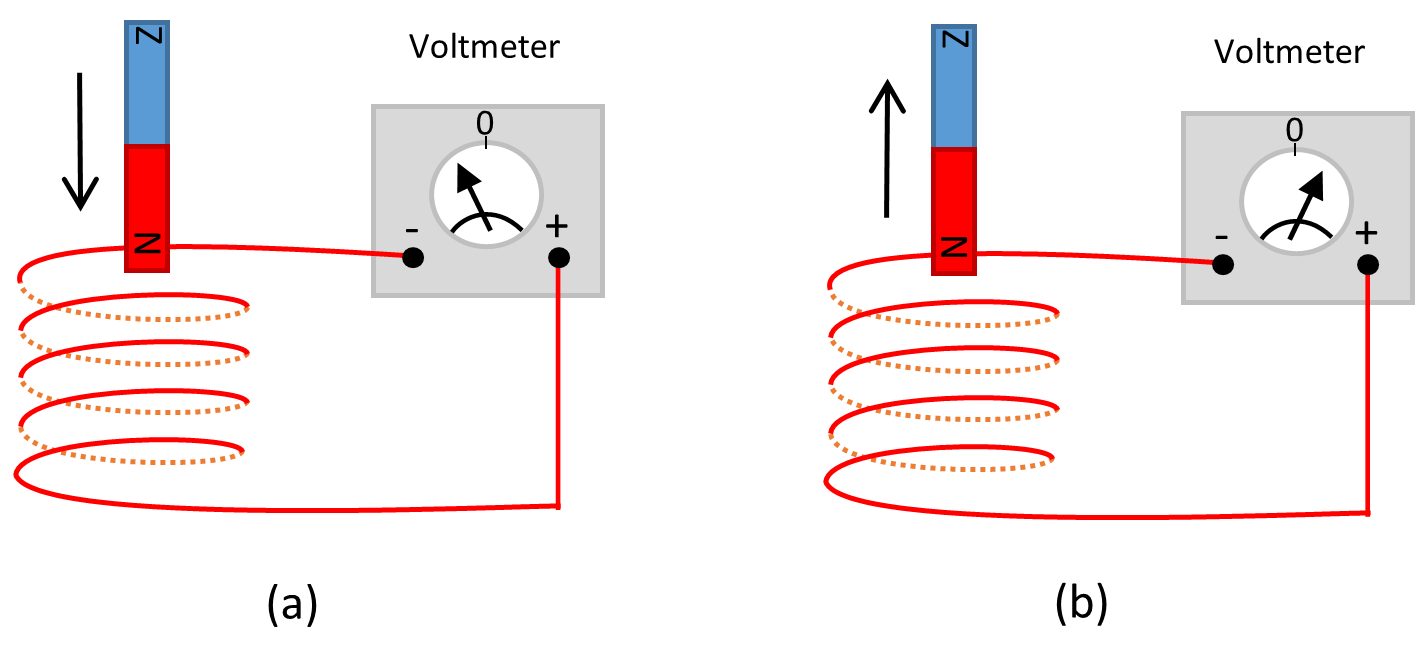 Z
N
Voltmeter
0
- +
(a)
Z
N
Voltmeter
0
- +
(b)